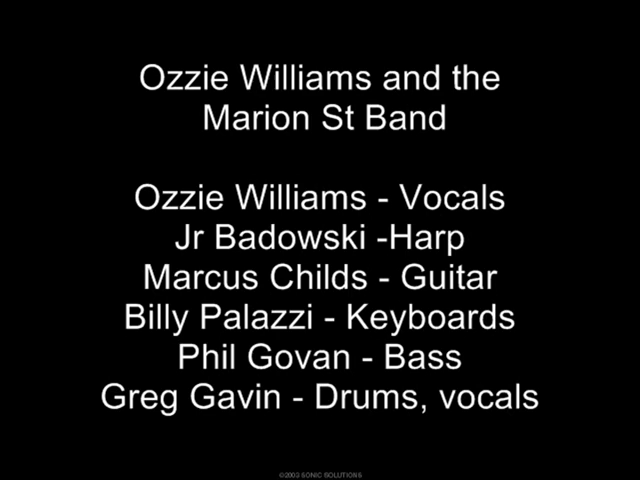 Ozzie Williams and the
Marion St Band
Ozzie Williams - Vocals
Jr Badowski -Harp
Marcus Childs - Guitar
Billy Palazzi - Keyboards
Phil Govan - Bass
Greg Gavin - Drums, vocals
©2003 SONIC SOLUTIONS